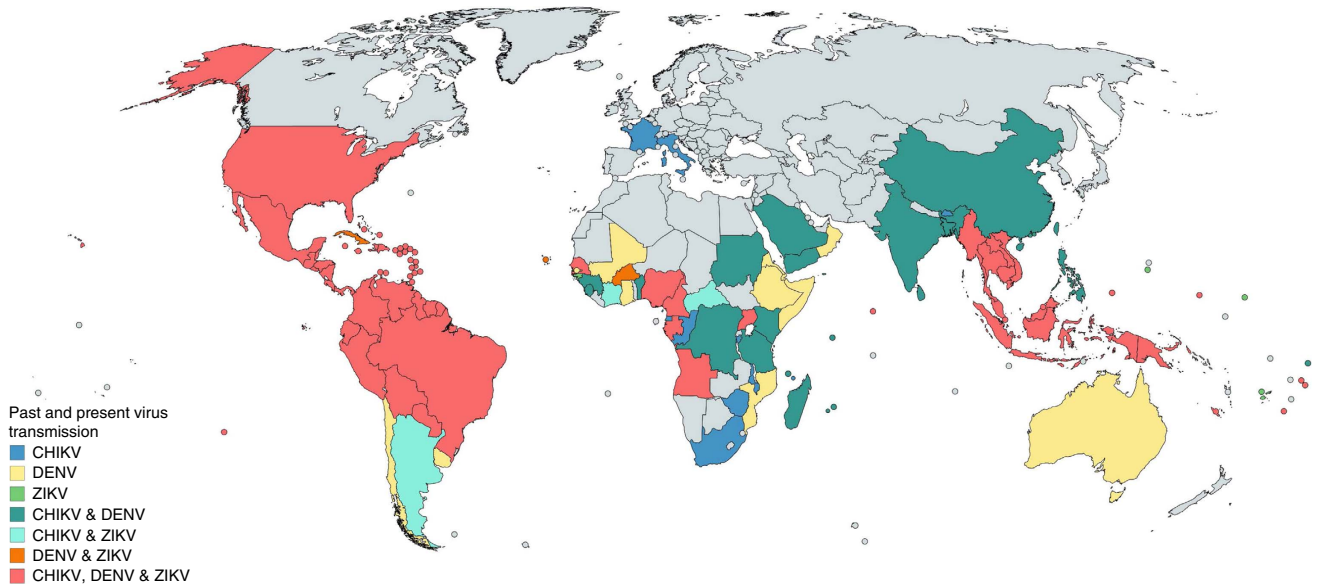 Past and present virus
transmission
CHIKV
DENV
ZIKV
CHIKV & DENV
CHIKV & ZIKV
DENV & ZIKV
CHIKV, DENV & ZIKV